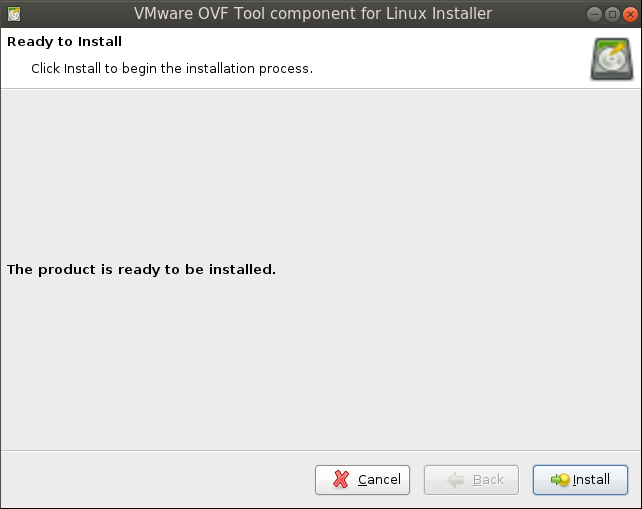 VMware OVF Tool component for Linux Installer
Ready to Install
Click Install to begin the installation process.
The product is ready to be installed.
Cancel
Back
Install